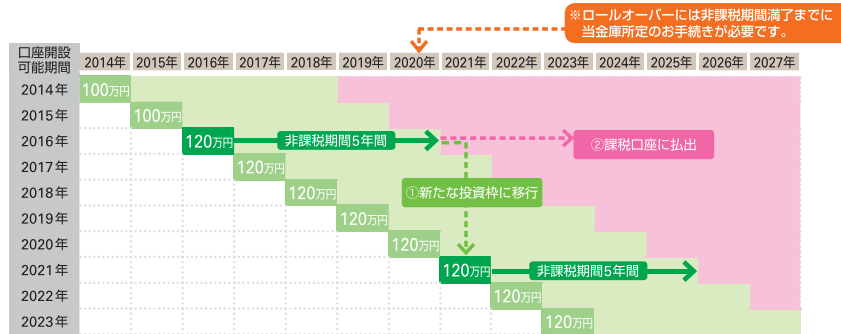 ※ロールオーバーには非課税期間満了までに
当金庫所定のお手続きが必要です。
口座開設
可能期間
2014年 2015年 2016年 2017年 2018年 2019年 2020年 2021年 2022年 2023年 2024年 2025年 2026年 2027年
2014年 100万円
2015年 100万円
2016年 120万円 非課税期間5年間 ②課税口座に払出
2017年 120万円
2018年 120万円 ①新たな投資枠に移行
2019年 120万円
2020年 120万円
2021年 120万円 非課税期間5年間
2022年 120万円
2023年 120万円